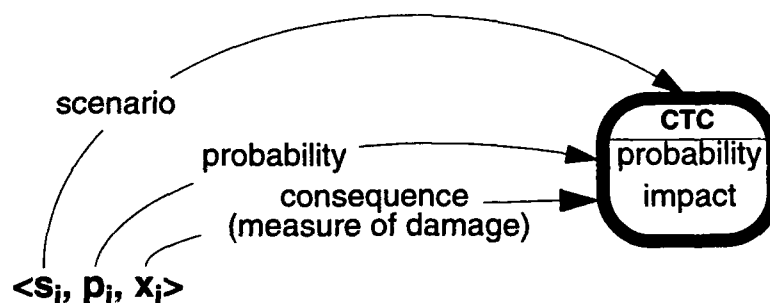 scenario
CTC
probability
probability
consequence
impact
(measure of damage)
<si, pi, xi>